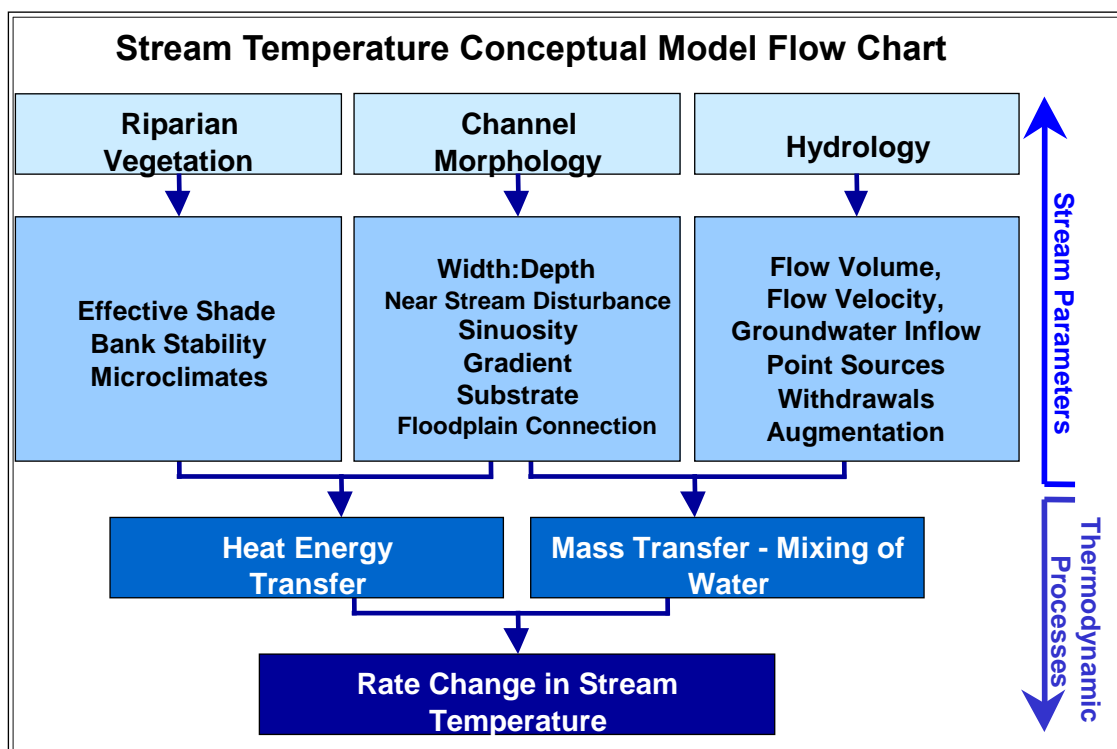 Stream Temperature Conceptual Model Flow Chart
Riparian
Vegetation
Channel
Morphology
Hydrology
Effective Shade
Bank Stability
Microclimates
Width:Depth
Near Stream Disturbance
Sinuosity
Gradient
Substrate
Floodplain Connection
Flow Volume,
Flow Velocity,
Groundwater Inflow
Point Sources
Withdrawals
Augmentation
Stream Parameters
Heat Energy
Transfer
Mass Transfer - Mixing of
Water
Rate Change in Stream
Temperature
Thermodynamic
Processes